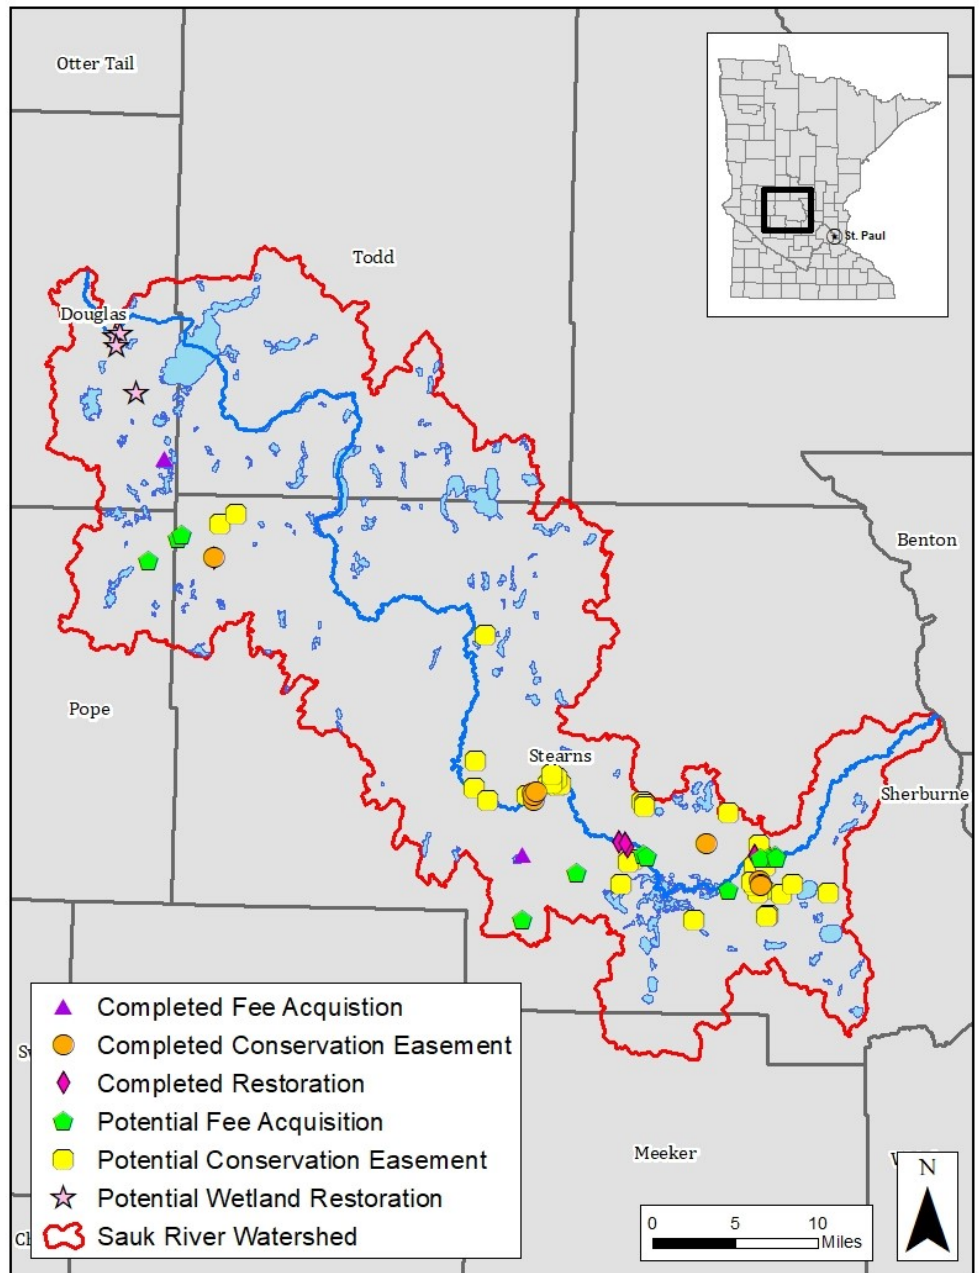 Otter Tail
Todd
St. Paul
Douglas
Benton
Pope
Stearns
Sherburne
Completed Fee Acquistion
Completed Conservation Easement
Completed Restoration
Potential Fee Acquisition
Potential Conservation Easement
Potential Wetland Restoration
Sauk River Watershed
Meeker
N
0 5 10
Miles